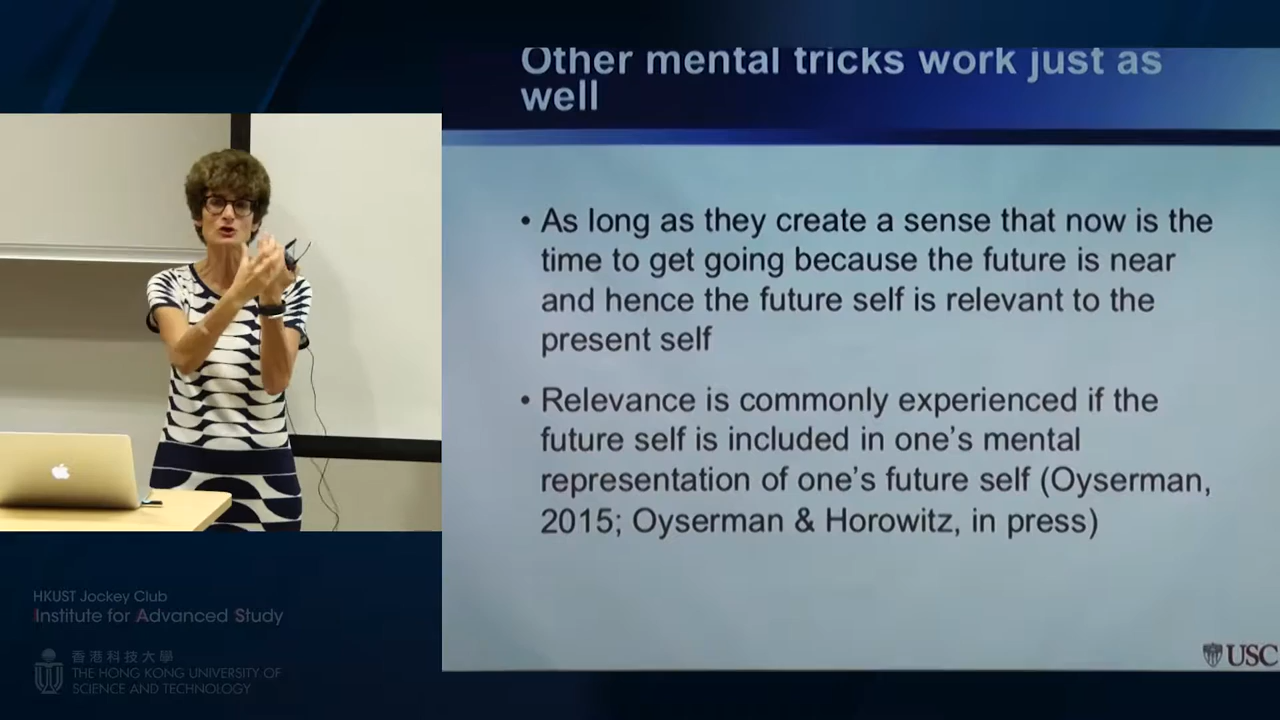 Other mental tricks work just as
well
• As long as they create a sense that now is the
time to get going because the future is near
and hence the future self is relevant to the
present self
• Relevance is commonly experienced if the
future self is included in one's mental
representation of one's future self (Oyserman,
2015; Oyserman & Horowitz, in press)
USC
HKUST Jockey Club
Institute for Advanced Study
香港科技大學
THE HONG KONG UNIVERSITY OF
SCIENCE AND TECHNOLOGY